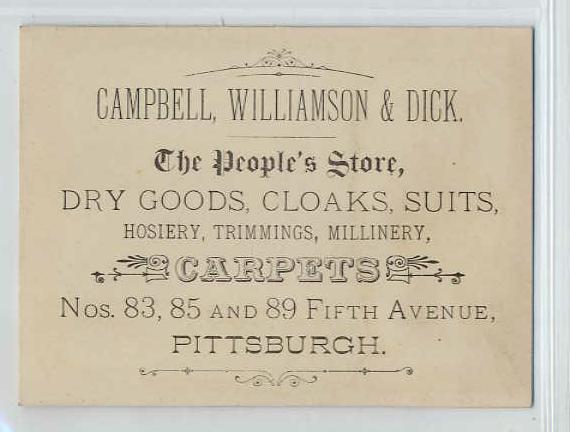 CAMPBELL, WILLIAMSON & DICK.
The People's Store,
DRY GOODS, CLOAKS, SUITS,
HOSIERY, TRIMMINGS, MILLINERY,
CARPETS
Nos. 83, 85 AND 89 FIFTH AVENUE,
PITTSBURGH.